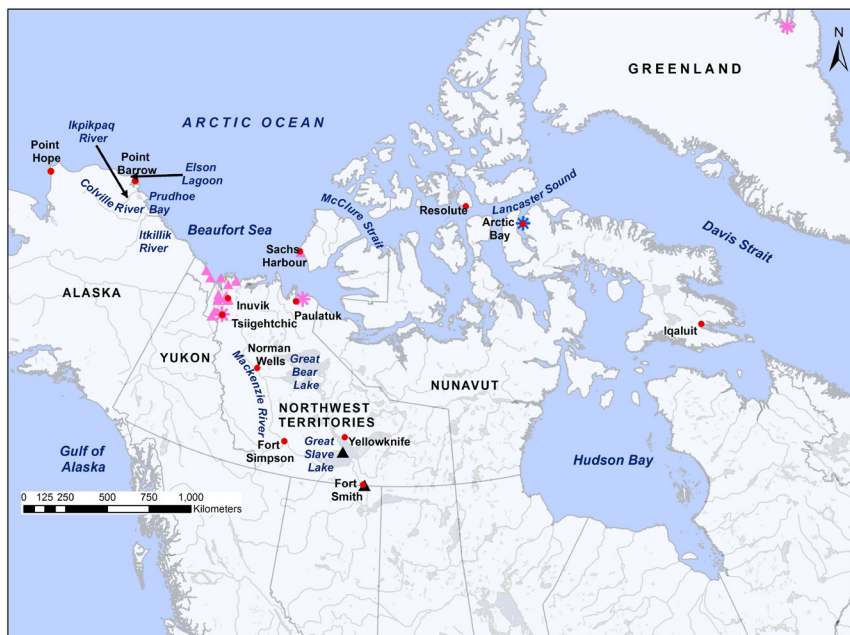 N
GREENLAND
ARCTIC OCEAN
Ikpikpaq
River
Point
Hope
Point
Barrow
Elson
Lagoon
Colville River
Prudhoe
Bay
Itkillik
River
Beaufort Sea
McClure Strait
Resolute
Lancaster Sound
Arctic
Bay
Davis Strait
Sachs
Harbour
ALASKA
Inuvik
Tsiigehtchic
Paulatuk
Iqaluit
YUKON
Norman
Wells
Mackenzie River
Great
Bear
Lake
NUNAVUT
NORTHWEST
TERRITORIES
Fort
Simpson
Great
Slave
Lake
Yellowknife
Gulf of
Alaska
Fort
Smith
Hudson Bay
0 125 250 500 750 1,000
Kilometers